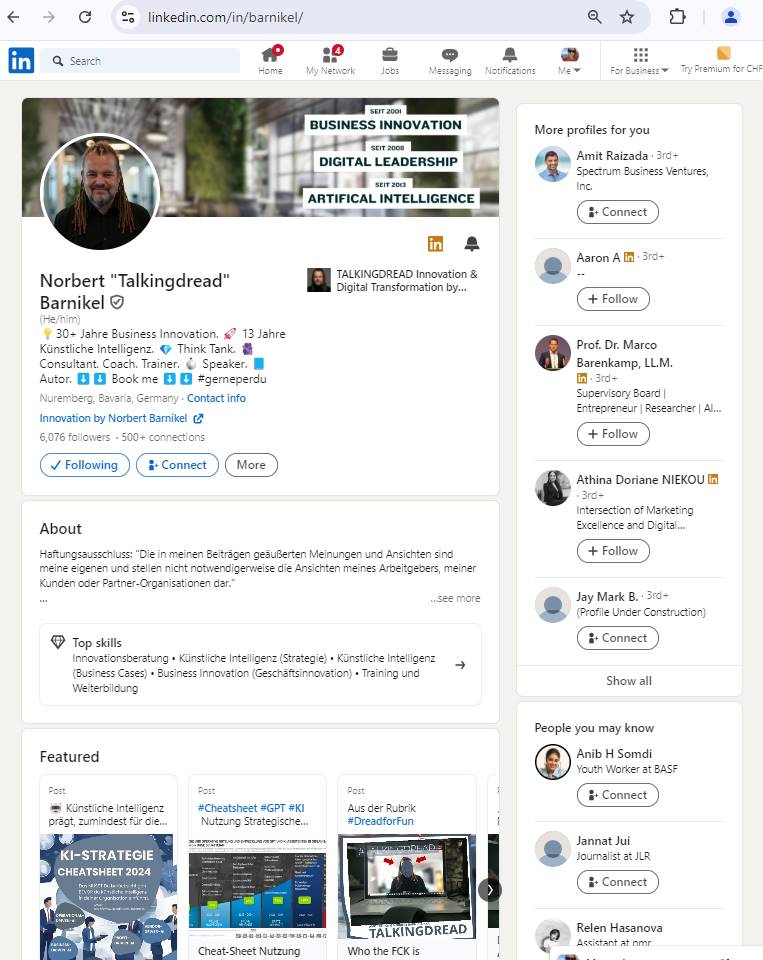 linkedin.com/in/barnikel/
in
Search
4
Home
My Network
Jobs
Messaging
Notifications
Me
For Business
Try Premium for CHF
SEIT 2001
BUSINESS INNOVATION
SEIT 2008
DIGITAL LEADERSHIP
SEIT 2013
ARTIFICAL INTELLIGENCE
in
Norbert "Talkingdread"
Barnikel
(He/him)
TALKINGDREAD Innovation &
Digital Transformation by...
💡 30+ Jahre Business Innovation. 🚀 13 Jahre
Künstliche Intelligenz. 💎 Think Tank.
Consultant. Coach. Trainer. Speaker. 📘
Autor. ⬇️⬇️ Book me ⬇️⬇️ #gerneperdu
Nuremberg, Bavaria, Germany · Contact info
Innovation by Norbert Barnikel
6,076 followers · 500+ connections
Following
Connect
More
About
Haftungsausschluss: "Die in meinen Beiträgen geäußerten Meinungen und Ansichten sind
meine eigenen und stellen nicht notwendigerweise die Ansichten meines Arbeitgebers, meiner
Kunden oder Partner-Organisationen dar."
...
...see more
Top skills
Innovationsberatung • Künstliche Intelligenz (Strategie) • Künstliche Intelligenz
(Business Cases) • Business Innovation (Geschäftsinnovation) • Training und
Weiterbildung
Featured
Post
Künstliche Intelligenz
prägt, zumindest für die...
KI-STRATEGIE
CHEATSHEET 2024
Post
#Cheatsheet #GPT #KI
Nutzung Strategische...
Cheat-Sheet Nutzung
Post
Aus der Rubrik
#DreadforFun
TALKINGDREAD
Who the FCK is
More profiles for you
Amit Raizada · 3rd+
Spectrum Business Ventures,
Inc.
Connect
Aaron A in · 3rd+
--
+ Follow
Prof. Dr. Marco
Barenkamp, LL.M.
in · 3rd+
Supervisory Board |
Entrepreneur | Researcher | AI...
+ Follow
Athina Doriane NIEKOU in
· 3rd+
Intersection of Marketing
Excellence and Digital...
+ Follow
Jay Mark B. · 3rd+
(Profile Under Construction)
Connect
Show all
People you may know
Anib H Somdi
Youth Worker at BASF
Connect
Jannat Jui
Journalist at JLR
Connect
Relen Hasanova
Assistant at pmr